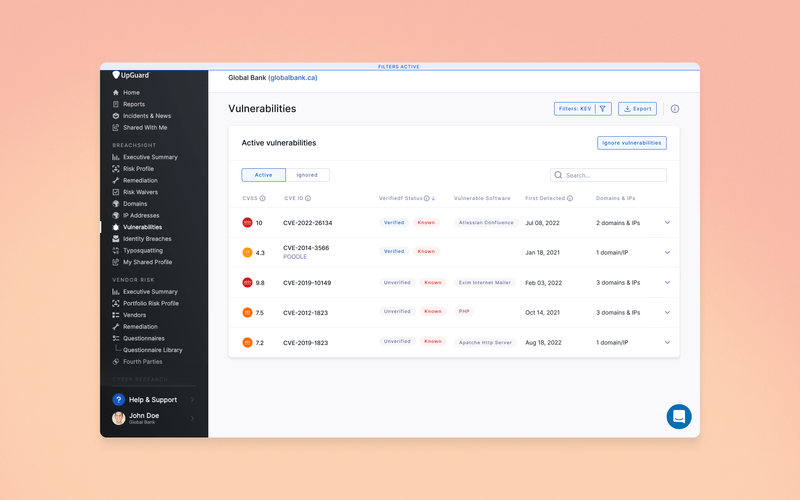 FILTERS ACTIVE
UpGuard
Global Bank (globalbank.ca)
Home
Reports
Incidents & News
Shared With Me
BREACHSIGHT
Executive Summary
Risk Profile
Remediation
Risk Waivers
Domains
IP Addresses
Vulnerabilities
Identity Breaches
Typosquatting
My Shared Profile
VENDOR RISK
Executive Summary
Portfolio Risk Profile
Vendors
Remediation
Questionnaires
Questionnaire Library
Fourth Parties
CYBER RESEARCH
Help & Support
John Doe
Global Bank
Vulnerabilities
Filters: KEV
Export
Active vulnerabilities
Ignore vulnerabilities
Active Ignored
Search...
CVSS CVE ID Verified? Status Vulnerable Software First Detected Domains & IPs
10 CVE-2022-26134 Verified Known Atlassian Confluence Jul 08, 2022 2 domains & IPs
4.3 CVE-2014-3566 Verified Known Jan 18, 2021 1 domain/IP
POODLE
9.8 CVE-2019-10149 Unverified Known Exim Internet Mailer Feb 03, 2022 3 domains & IPs
7.5 CVE-2012-1823 Unverified Known PHP Oct 14, 2021 3 domains & IPs
7.2 CVE-2019-1823 Unverified Known Apatche Http Server Aug 18, 2022 1 domain/IP